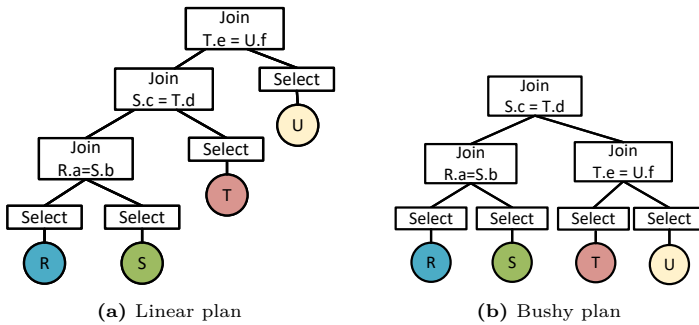 Join
T.e = U.f
Join
S.c = T.d
Select
U
Join
R.a=S.b
Select
T
Select
Select
R
S
(a) Linear plan
Join
S.c = T.d
Join
R.a=S.b
Join
T.e = U.f
Select
Select
Select
Select
R
S
T
U
(b) Bushy plan